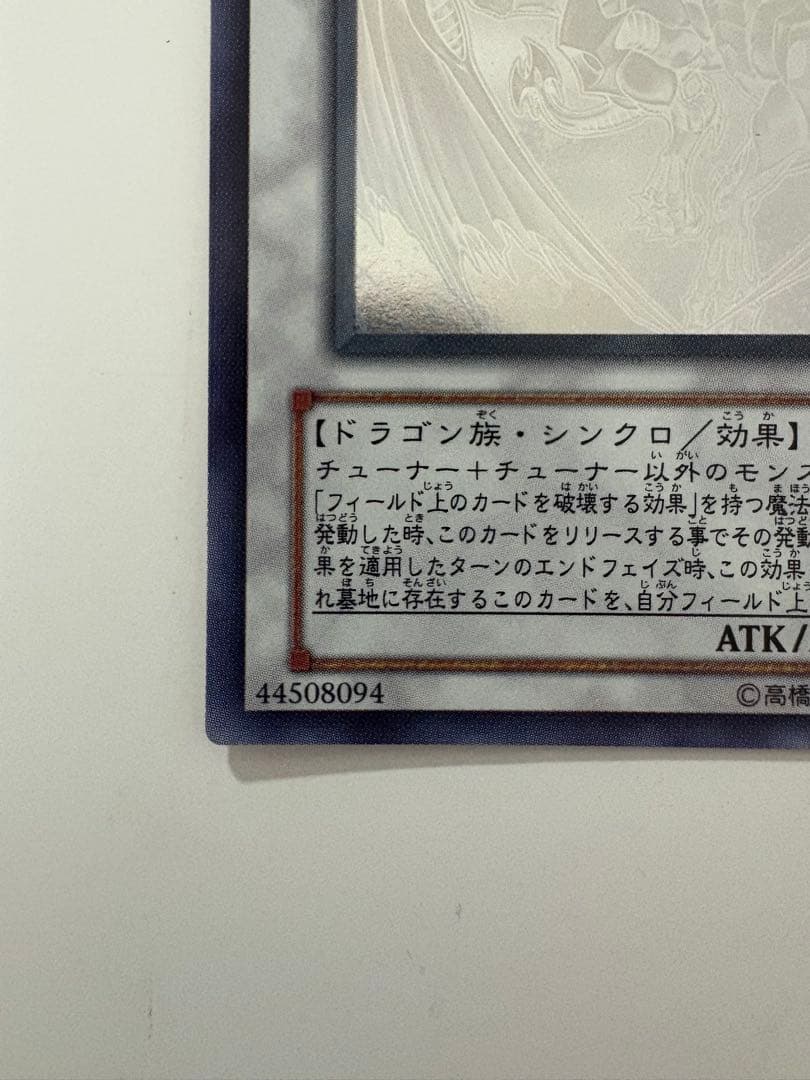 【ドラゴン族・シンクロ／効果】
チューナー＋チューナー以外のモンス
「フィールド上のカードを破壊する効果」を持つ魔法
発動した時、このカードをリリースする事でその発動
果を適用したターンのエンドフェイズ時、この効果
れ墓地に存在するこのカードを、自分フィールド上
ATK/
44508094
©高橋